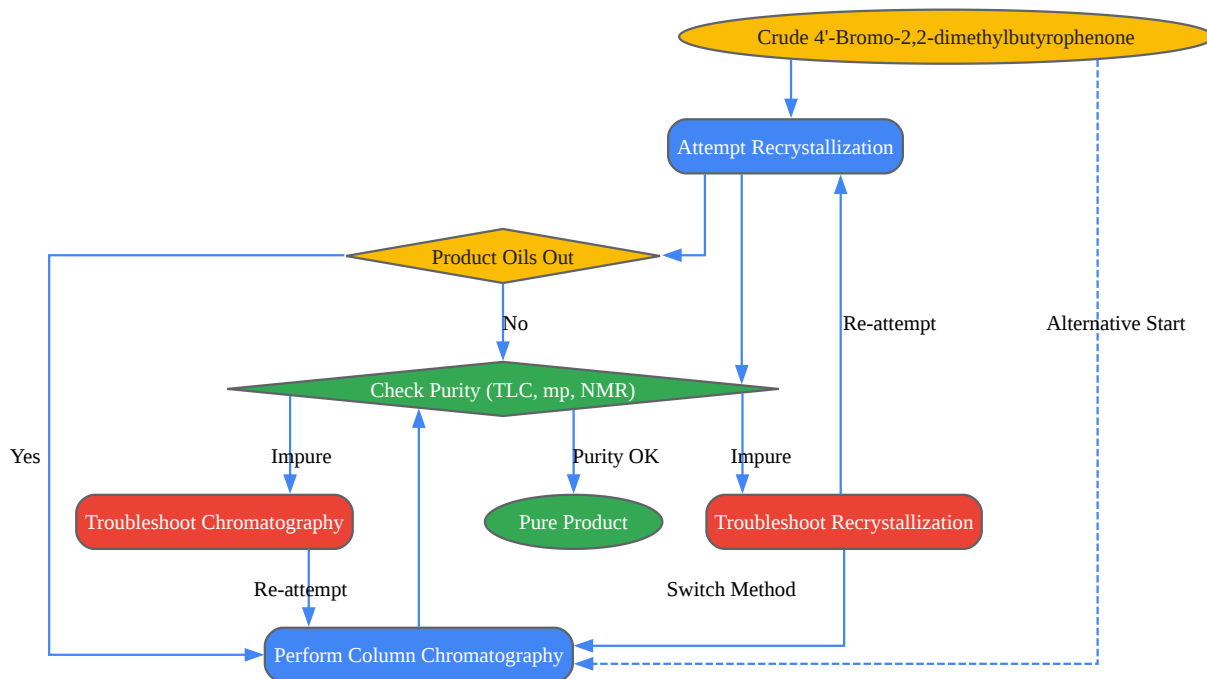 Crude 4'-Bromo-2,2-dimethylbutyrophenone
Attempt Recrystallization
Product Oils Out
No
Re-attempt
Alternative Start
Check Purity (TLC, mp, NMR)
Yes
Impure
Purity OK
Impure
Troubleshoot Chromatography
Pure Product
Troubleshoot Recrystallization
Re-attempt
Switch Method
Perform Column Chromatography